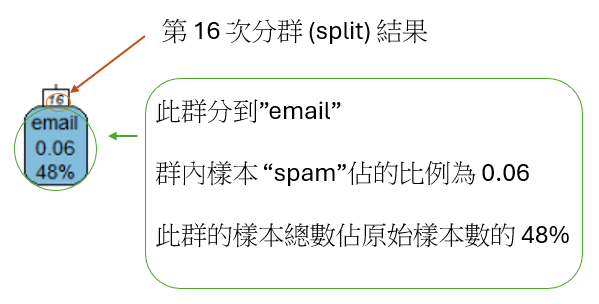 第 16 次分群 (split) 結果
16
email
0.06
48%
此群分到”email”
群內樣本 “spam”佔的比例為 0.06
此群的樣本總數佔原始樣本數的 48%